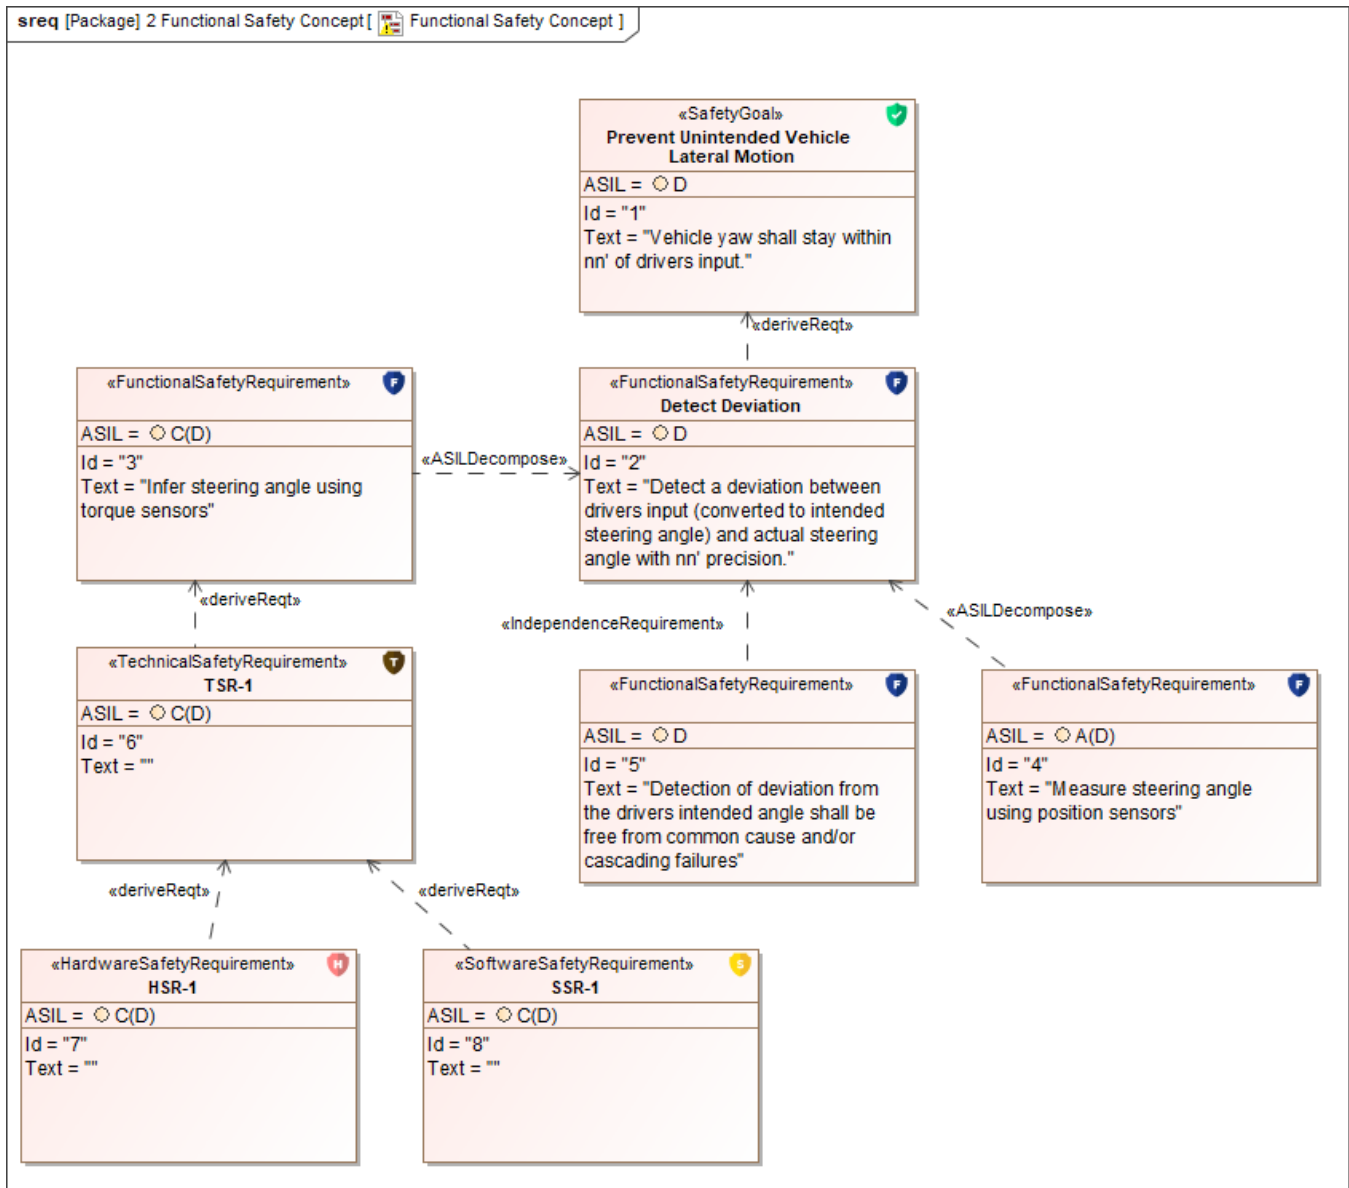 sreq [Package] 2 Functional Safety Concept [ Functional Safety Concept ]
«SafetyGoal»
Prevent Unintended Vehicle
Lateral Motion
ASIL = D
Id = "1"
Text = "Vehicle yaw shall stay within
nn' of drivers input."
«deriveReqt»
«FunctionalSafetyRequirement»
F
ASIL = C(D)
Id = "3"
Text = "Infer steering angle using
torque sensors"
«ASILDecompose»
«FunctionalSafetyRequirement»
F
Detect Deviation
ASIL = D
Id = "2"
Text = "Detect a deviation between
drivers input (converted to intended
steering angle) and actual steering
angle with nn' precision."
«deriveReqt»
«IndependenceRequirement»
«ASILDecompose»
«TechnicalSafetyRequirement»
T
TSR-1
ASIL = C(D)
Id = "6"
Text = ""
«FunctionalSafetyRequirement»
F
ASIL = D
Id = "5"
Text = "Detection of deviation from
the drivers intended angle shall be
free from common cause and/or
cascading failures"
«FunctionalSafetyRequirement»
F
ASIL = A(D)
Id = "4"
Text = "Measure steering angle
using position sensors"
«deriveReqt»
«deriveReqt»
«HardwareSafetyRequirement»
H
HSR-1
ASIL = C(D)
Id = "7"
Text = ""
«SoftwareSafetyRequirement»
S
SSR-1
ASIL = C(D)
Id = "8"
Text = ""